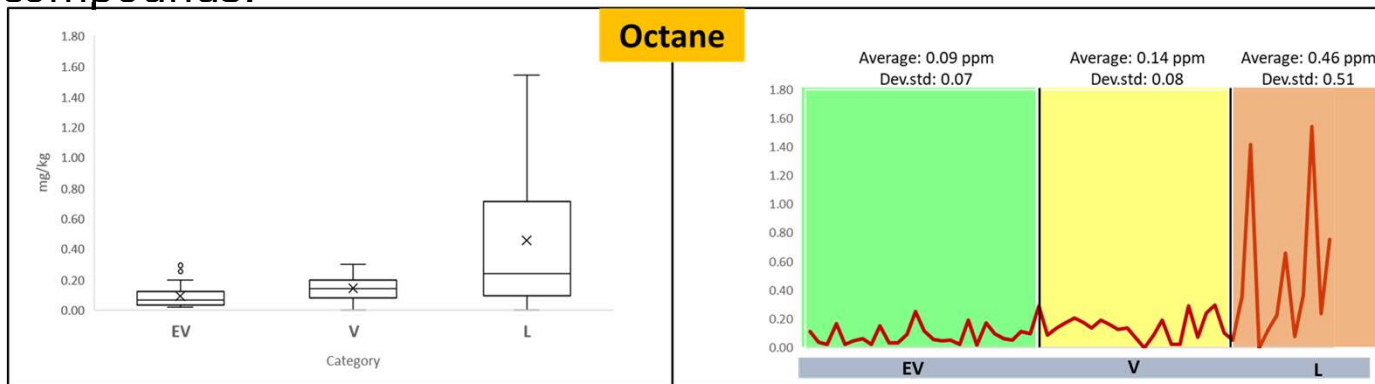 compounds.
Octane
1.80
1.60
1.40
1.20
1.00
0.80
0.60
0.40
0.20
0.00
mg/kg
EV V L
Category
Average: 0.09 ppm
Dev.std: 0.07
Average: 0.14 ppm
Dev.std: 0.08
Average: 0.46 ppm
Dev.std: 0.51
1.80
1.60
1.40
1.20
1.00
0.80
0.60
0.40
0.20
0.00
EV V L